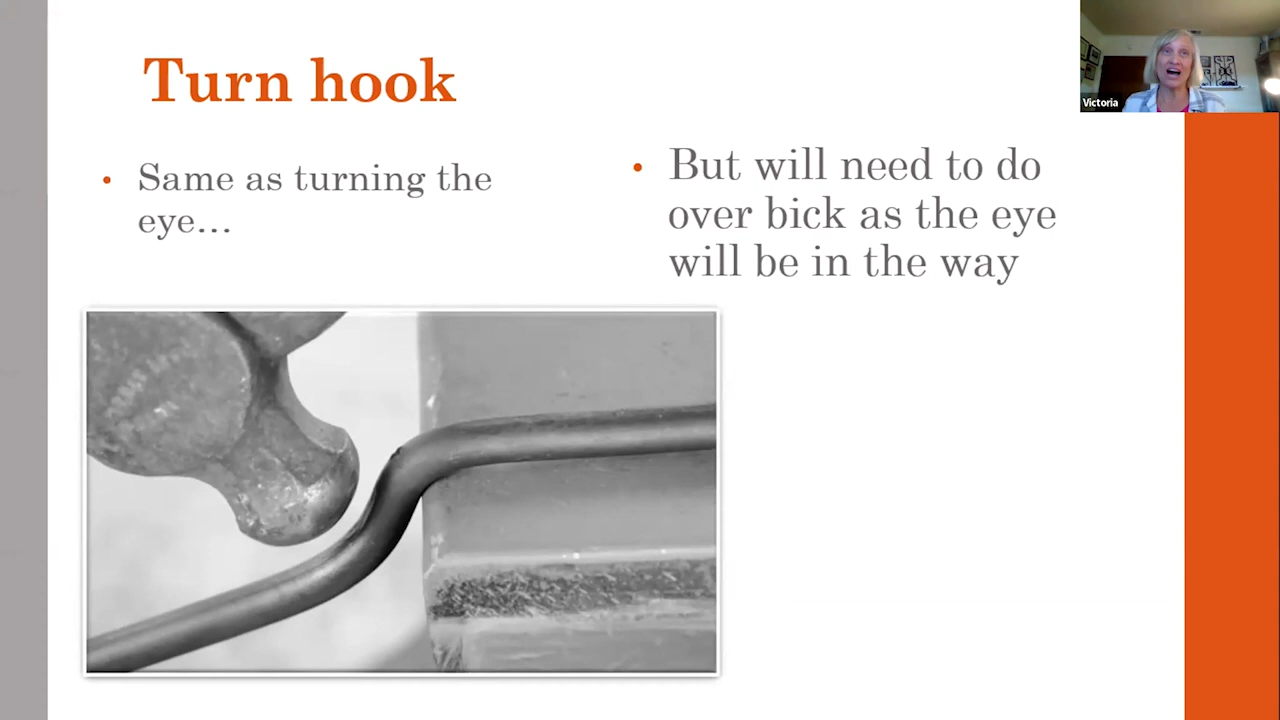 Turn hook
Same as turning the
eye...
But will need to do
over bick as the eye
will be in the way
Victoria